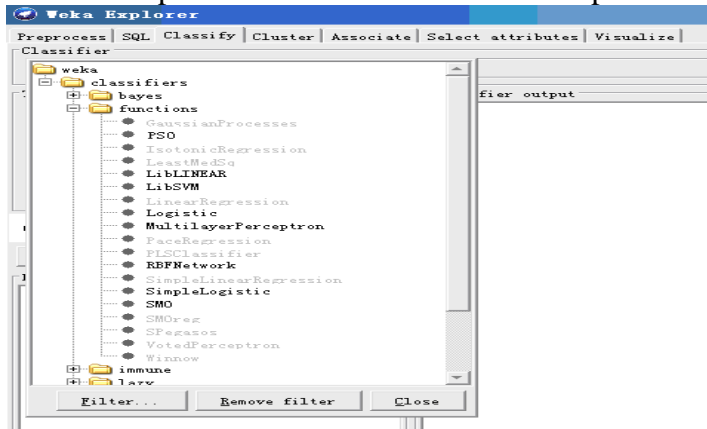 Weka Explorer
Preprocess SQL Classify Cluster Associate Select attributes Visualize
Classifier
weka
classifiers
bayes
fier output
functions
GaussianProcesses
PSO
IsotonicRegression
LeastMedSq
LibLINEAR
LibSVM
LinearRegression
Logistic
MultilayerPerceptron
PaceRegression
PLSClassifier
RBFNetwork
SimpleLinearRegression
SimpleLogistic
SMO
SMOreg
SPegasos
VotedPerceptron
Winnow
immune
lazy
Filter... Remove filter Close